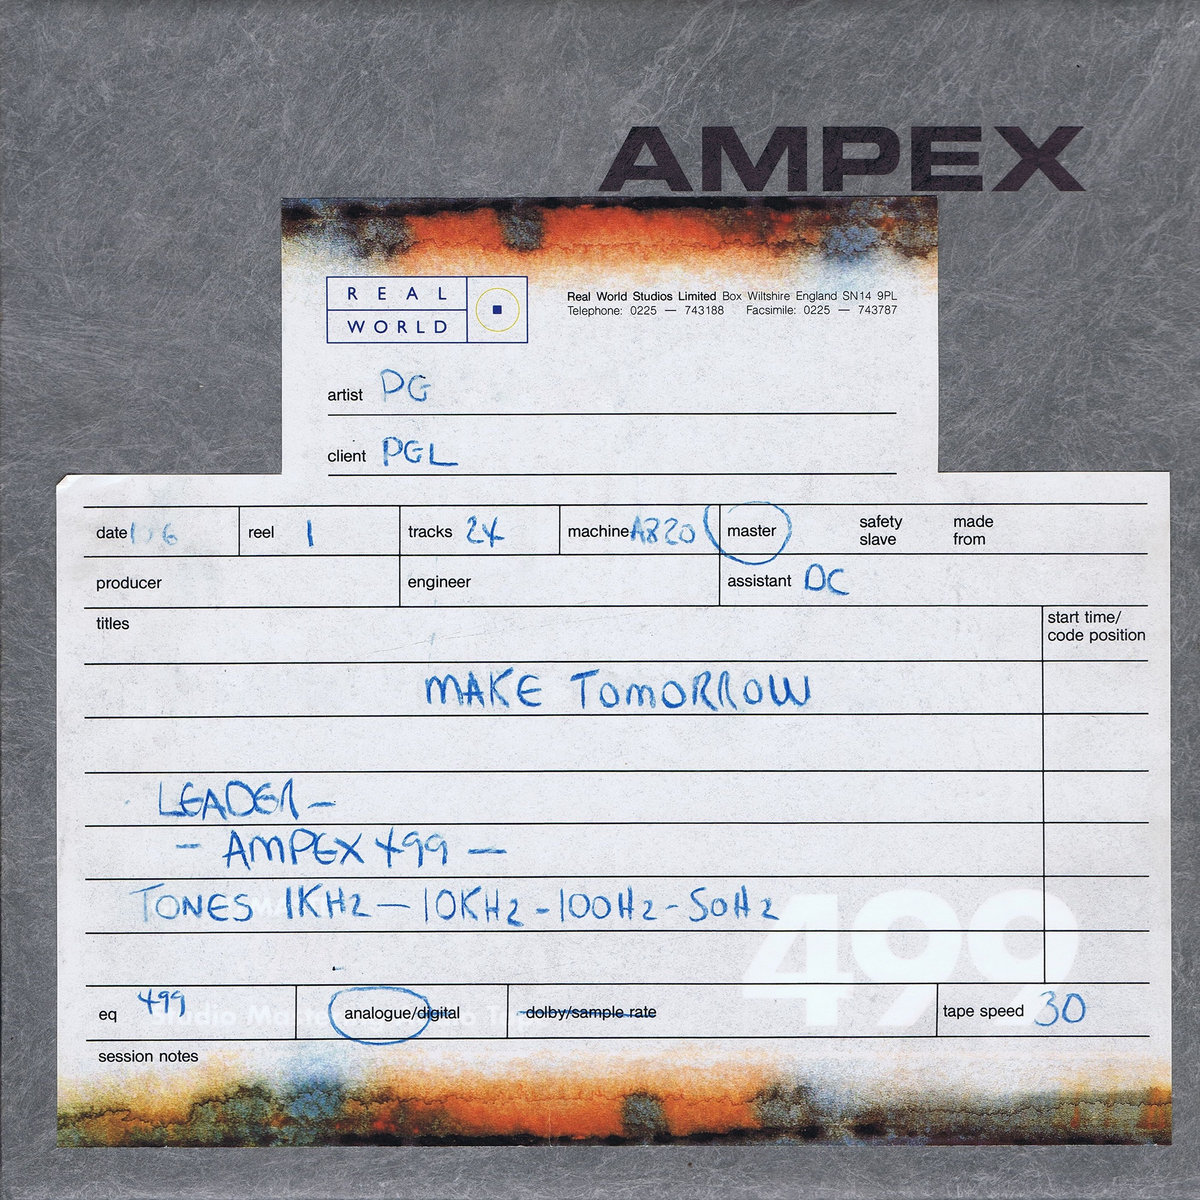 AMPEX
REAL
WORLD
Real World Studios Limited Box Wiltshire England SN14 9PL
Telephone: 0225 — 743188 Facsimile: 0225 — 743787
artist PG
client PGL
date reel 1 tracks 24 machine A820 master safety slave made from
producer engineer assistant DC
titles start time/
code position
MAKE TOMORROW
LEADER —
— AMPEX 499 —
TONES 1KHz — 10KHz - 100Hz - 50Hz
499
eq 499 analogue/digital dolby/sample rate tape speed 30
session notes